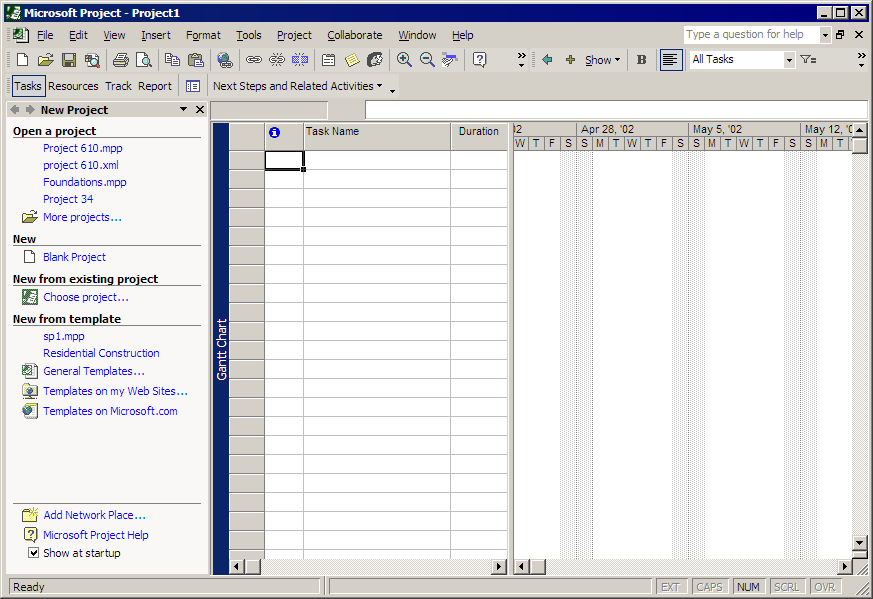 Microsoft Project - Project1
File Edit View Insert Format Tools Project Collaborate Window Help
Type a question for help
Show B All Tasks
Tasks Resources Track Report Next Steps and Related Activities
New Project
Open a project
Project 610.mpp
project 610.xml
Foundations.mpp
Project 34
More projects...
New
Blank Project
New from existing project
Choose project...
New from template
sp1.mpp
Residential Construction
General Templates...
Templates on my Web Sites...
Templates on Microsoft.com
Add Network Place...
Microsoft Project Help
Show at startup
Gantt Chart
Task Name Duration
'02 Apr 28, '02 May 5, '02 May 12, '0
W T F S S M T W T F S S M T W T F S S M T
Ready
EXT CAPS NUM SCRL OVR